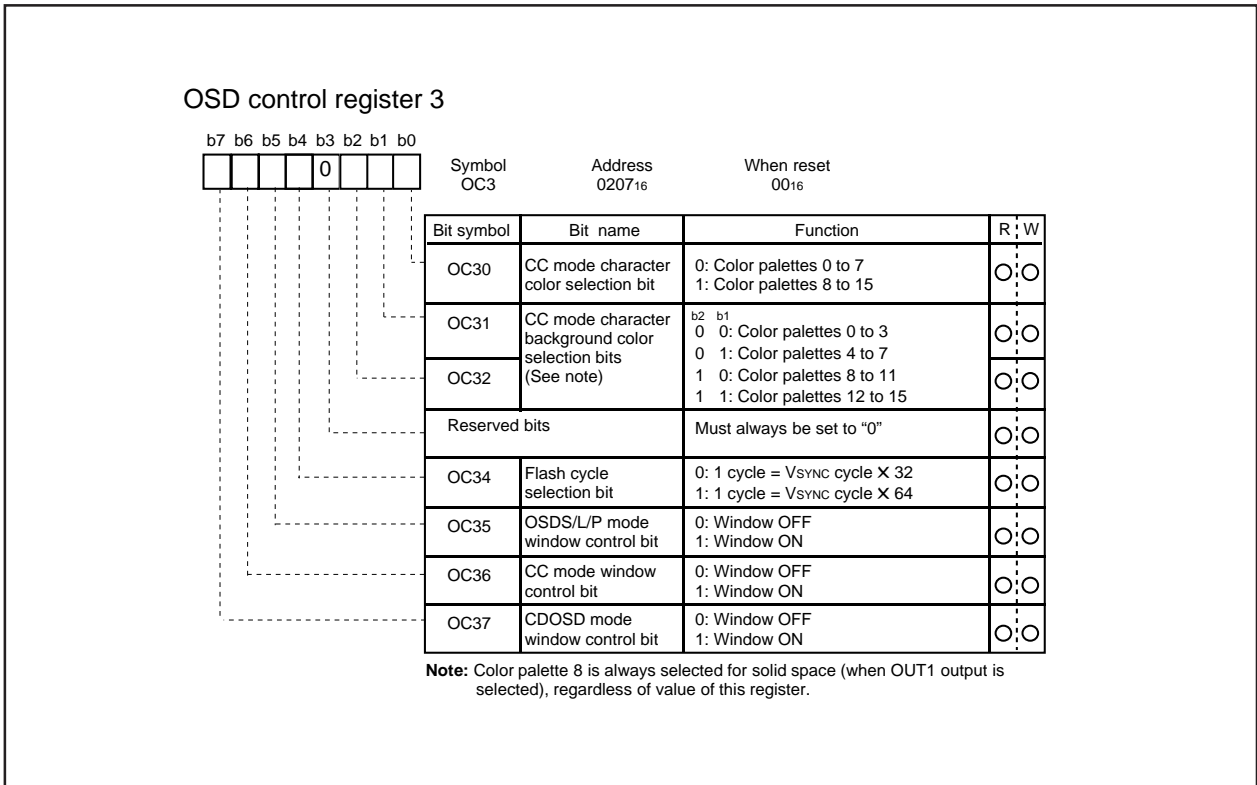 OSD control register 3
b7 b6 b5 b4 b3 b2 b1 b0
0
Symbol Address When reset
OC3 020716 0016
Bit symbol Bit name Function R W
OC30 CC mode character color selection bit 0: Color palettes 0 to 7
1: Color palettes 8 to 15
OC31 CC mode character
background color
selection bits
(See note)
b2 b1
0 0: Color palettes 0 to 3
0 1: Color palettes 4 to 7
OC32
1 0: Color palettes 8 to 11
1 1: Color palettes 12 to 15
Reserved bits Must always be set to “0”
OC34 Flash cycle
selection bit
0: 1 cycle = VSYNC cycle X 32
1: 1 cycle = VSYNC cycle X 64
OC35 OSDS/L/P mode
window control bit
0: Window OFF
1: Window ON
OC36 CC mode window
control bit
0: Window OFF
1: Window ON
OC37 CDOSD mode
window control bit
0: Window OFF
1: Window ON
Note: Color palette 8 is always selected for solid space (when OUT1 output is
selected), regardless of value of this register.